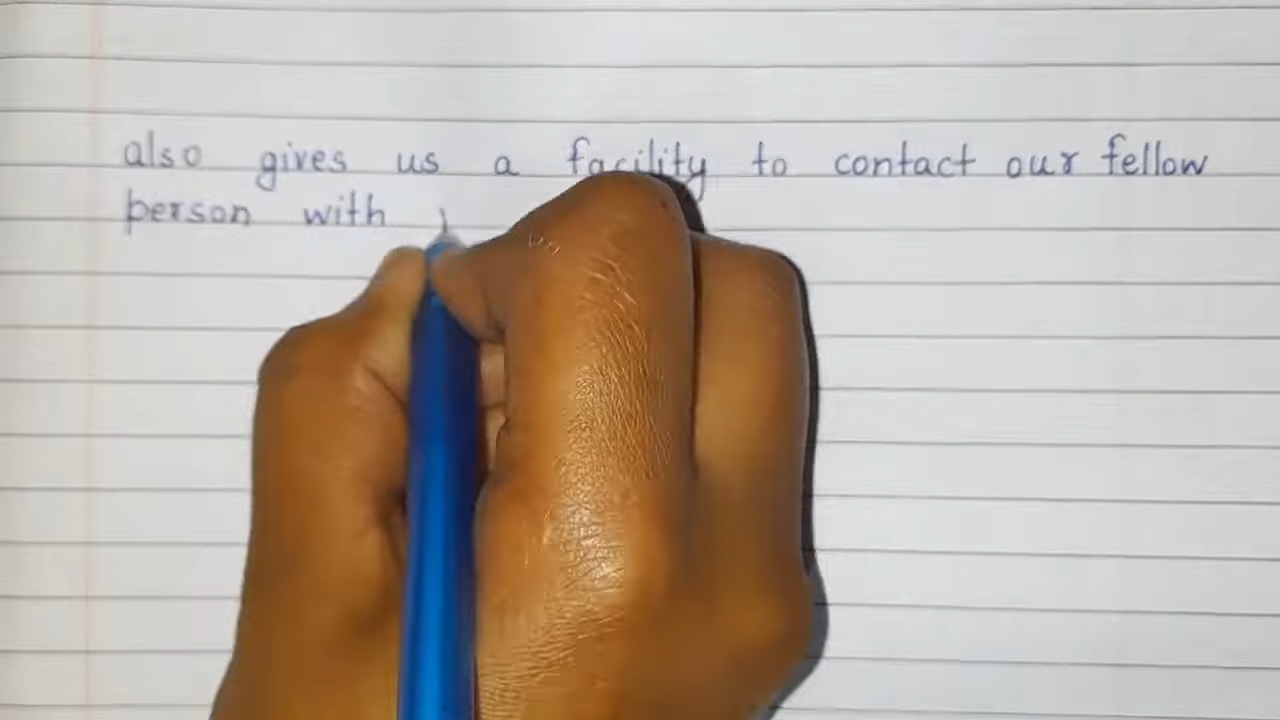 also gives us a facility to contact our fellow
person with